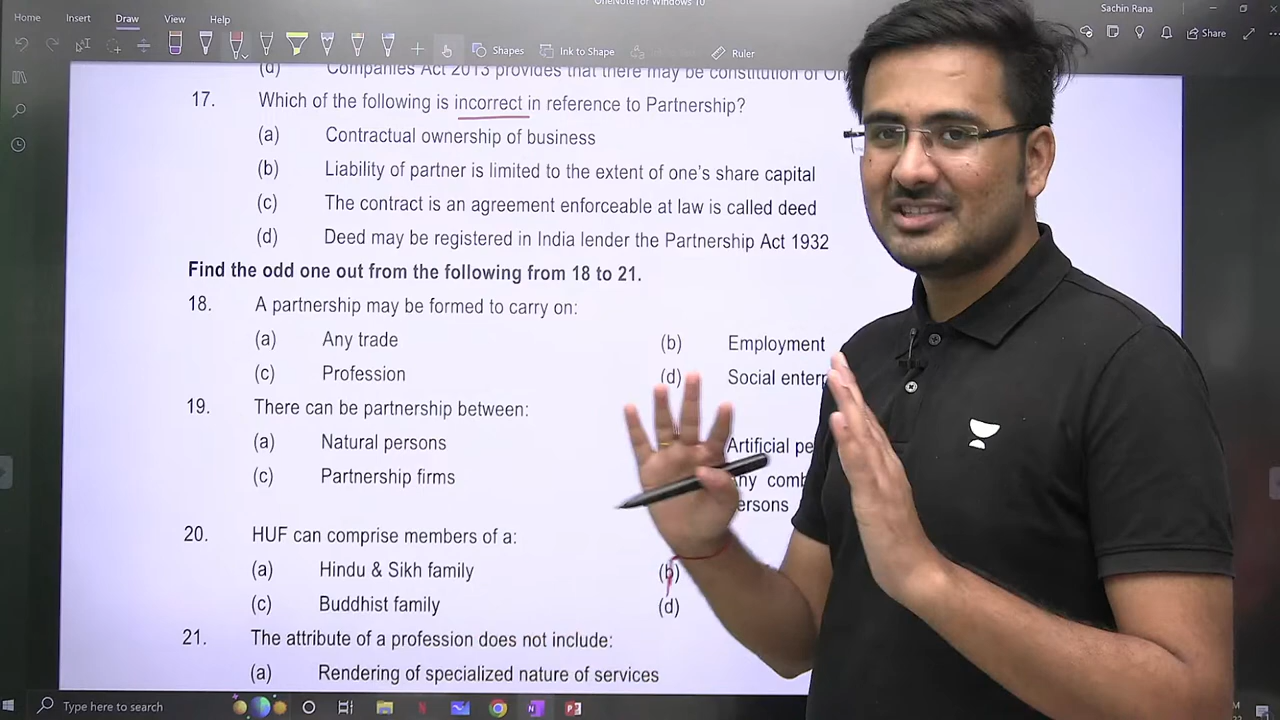 OneNote for Windows 10
Sachin Rana
Home Insert Draw View Help
Shapes Ink to Shape Ruler Share
(d) Companies Act 2013 provides that there may be constitution of
17. Which of the following is incorrect in reference to Partnership?
(a) Contractual ownership of business
(b) Liability of partner is limited to the extent of one's share capital
(c) The contract is an agreement enforceable at law is called deed
(d) Deed may be registered in India lender the Partnership Act 1932
Find the odd one out from the following from 18 to 21.
18. A partnership may be formed to carry on:
(a) Any trade (b) Employment
(c) Profession (d) Social
19. There can be partnership between:
(a) Natural persons Artificial
(c) Partnership firms
persons
20. HUF can comprise members of a:
(a) Hindu & Sikh family (b)
(c) Buddhist family (d)
21. The attribute of a profession does not include:
(a) Rendering of specialized nature of services
Type here to search